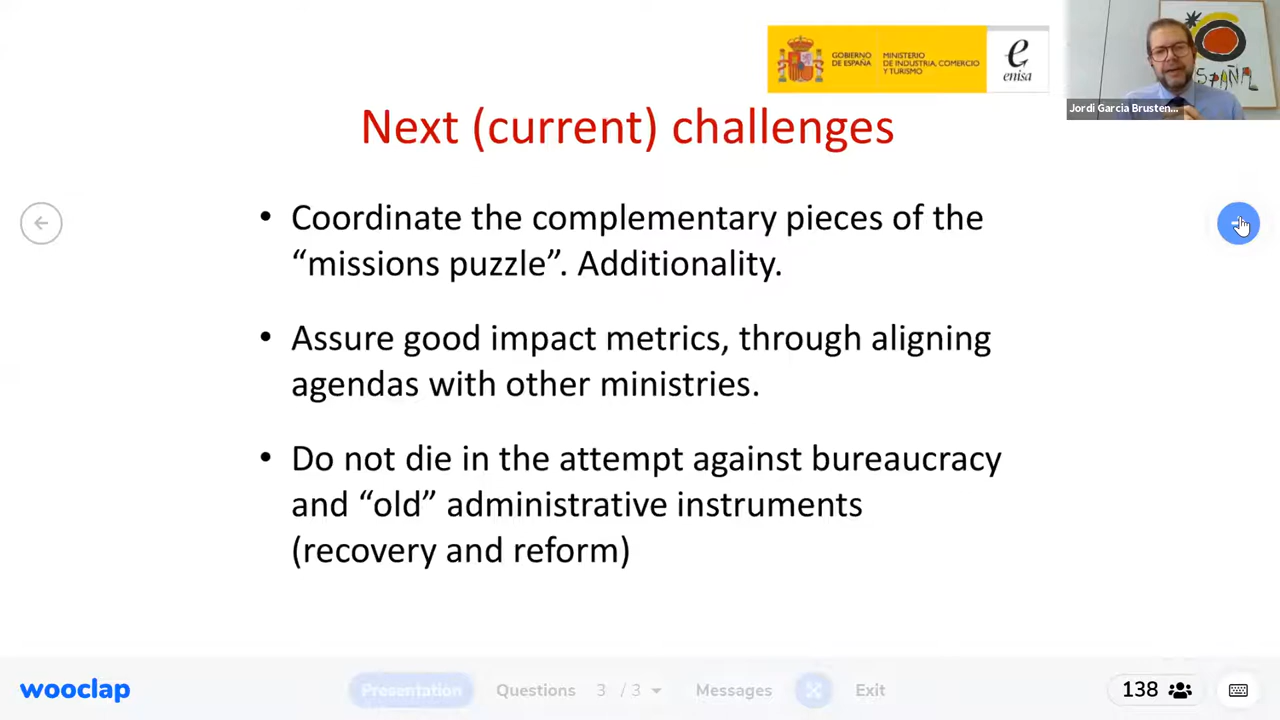 GOBIERNO
DE ESPAÑA
MINISTERIO
DE INDUSTRIA, COMERCIO
Y TURISMO
e
enisa
ESPAÑA
Jordi Garcia Brusten...
Next (current) challenges
• Coordinate the complementary pieces of the
“missions puzzle”. Additionality.
• Assure good impact metrics, through aligning
agendas with other ministries.
• Do not die in the attempt against bureaucracy
and “old” administrative instruments
(recovery and reform)
wooclap
Presentation
Questions
3 / 3
Messages
Exit
138